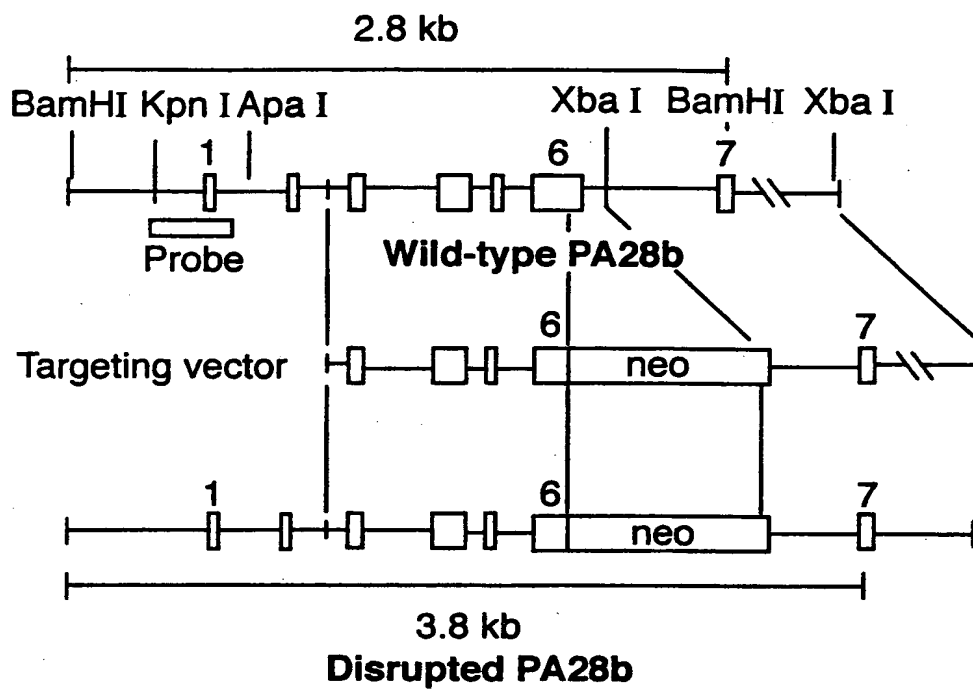 2.8 kb
BamHI Kpn I Apa I Xba I BamHI Xba I
1 6 7
Probe
Wild-type PA28b
6 7
Targeting vector
neo
1 6 7
neo
3.8 kb
Disrupted PA28b